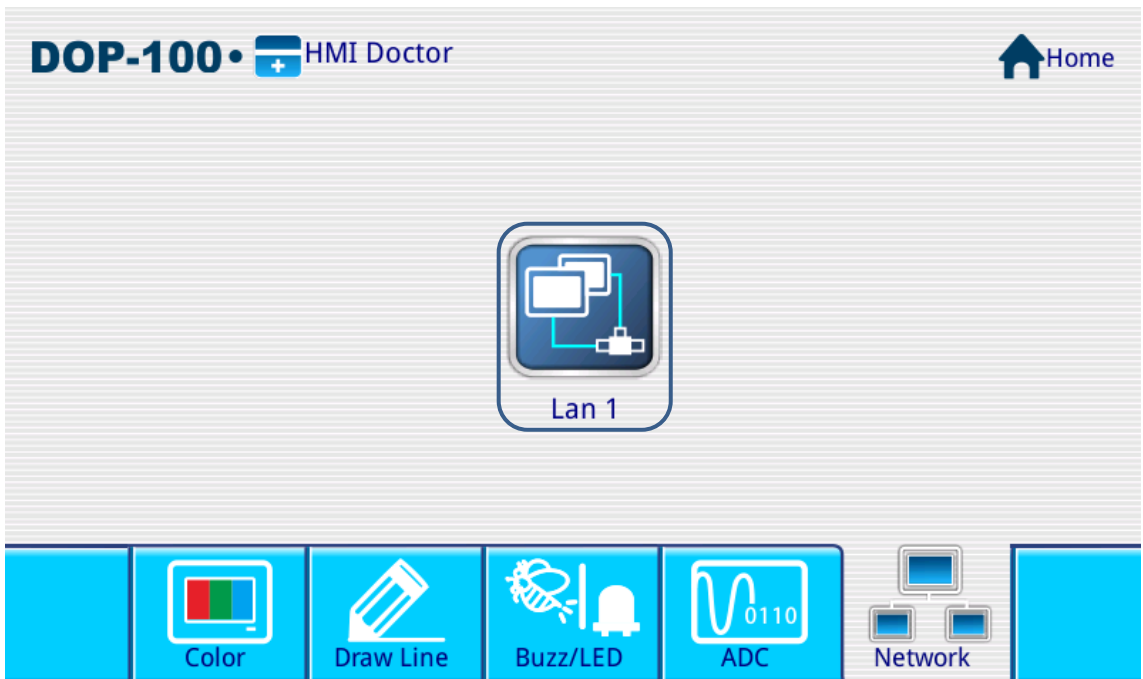 DOP-100• HMI Doctor
Home
Lan 1
Color
Draw Line
Buzz/LED
0110
ADC
Network